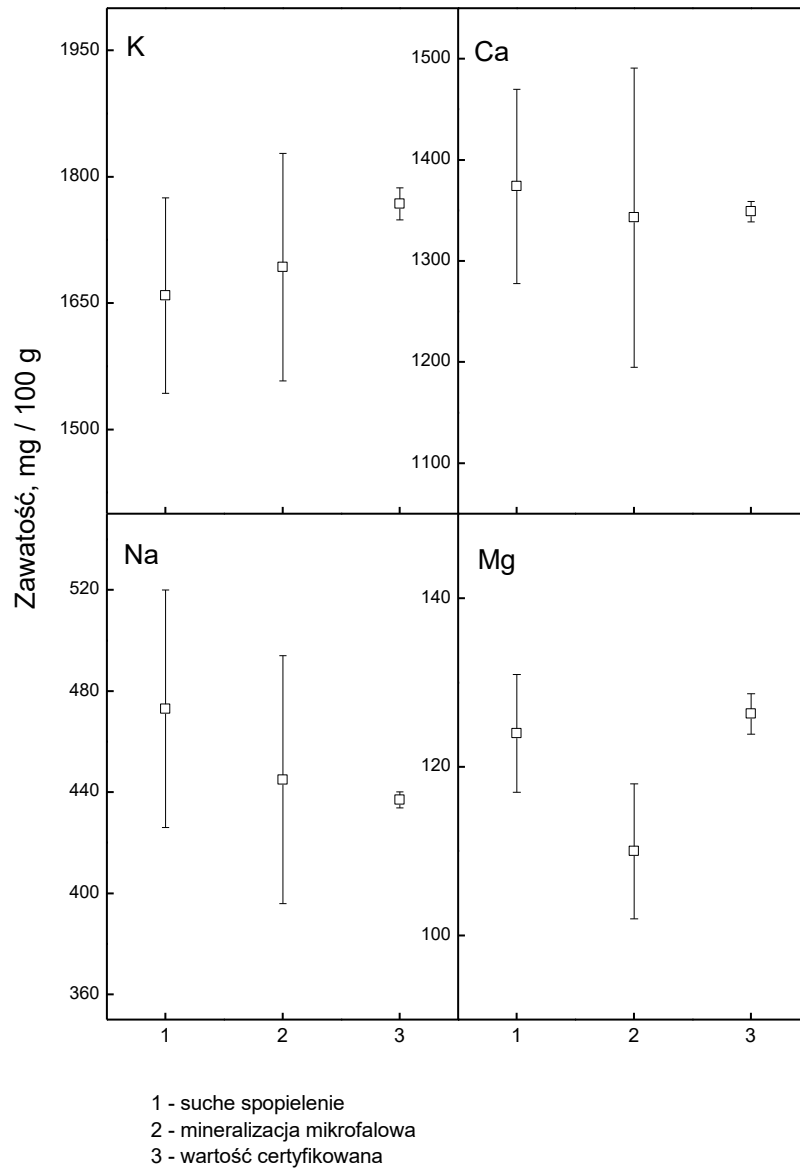 Zawatość, mg / 100 g
K
1950
1800
1650
1500
Ca
1500
1400
1300
1200
1100
Na
520
480
440
400
360
Mg
140
120
100
1 2 3
1 2 3
1 - suche spopielenie
2 - mineralizacja mikrofalowa
3 - wartość certyfikowana